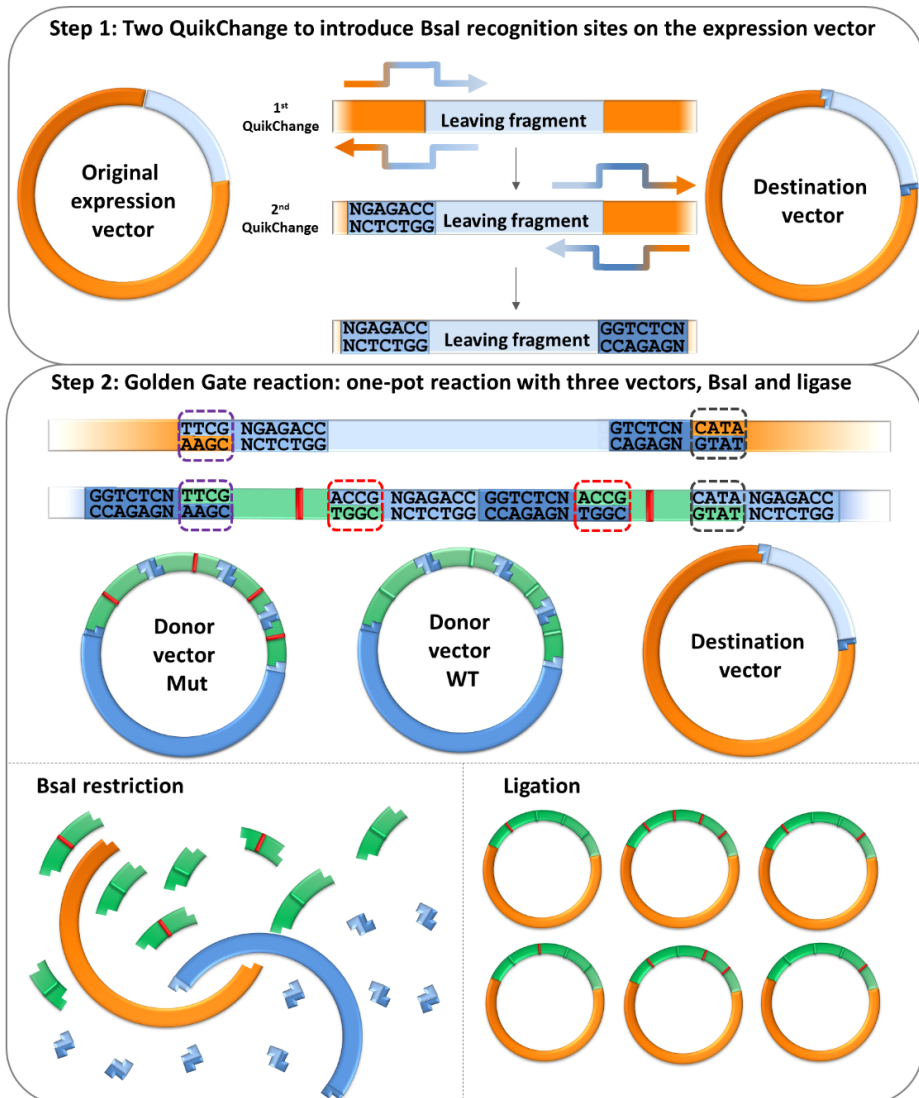 Step 1: Two QuikChange to introduce BsaI recognition sites on the expression vector
Original
expression
vector
1st
QuikChange
Leaving fragment
2nd
QuikChange
NGAGACC
NCTCTGG
Leaving fragment
NGAGACC
NCTCTGG
Leaving fragment
GGTCTCN
CCAGAGN
Destination
vector
Step 2: Golden Gate reaction: one-pot reaction with three vectors, BsaI and ligase
TTCG NGAGACC GTCTCN CATA
AAGC NCTCTGG CAGAGN GTAT
GGTCTCN TTCG ACCG NGAGACC GGTCTCN ACCG CATA NGAGACC
CCAGAGN AAGC TGGC NCTCTGG CCAGAGN TGGC GTAT NCTCTGG
Donor
vector
Mut
Donor
vector
WT
Destination
vector
BsaI restriction
Ligation